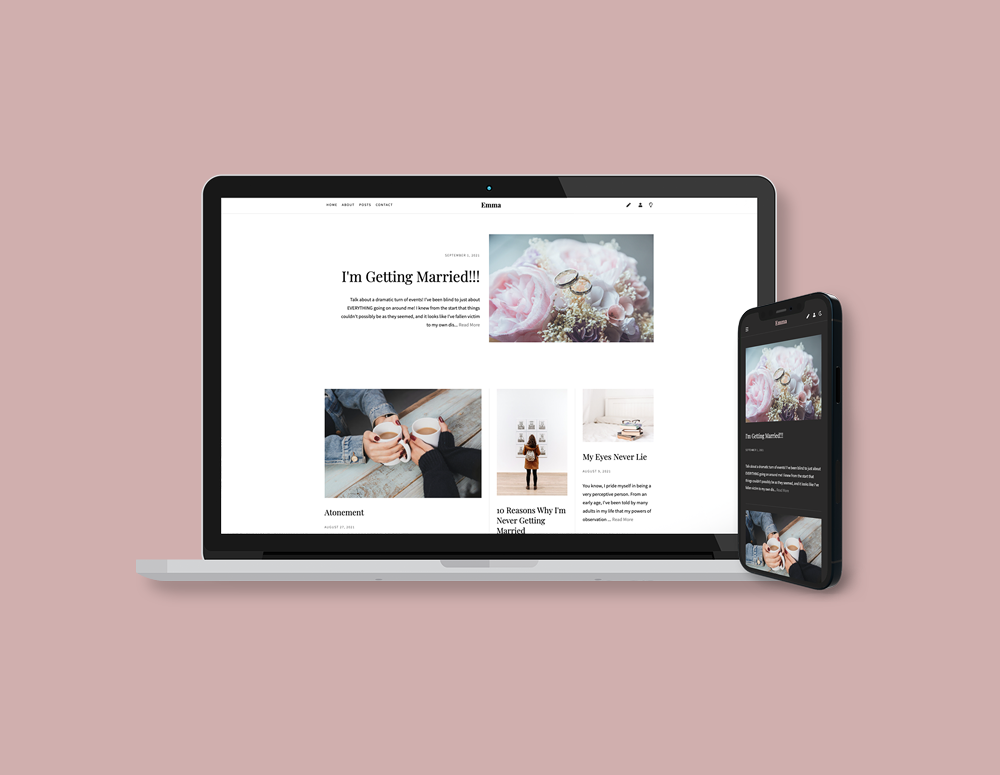 HOME ABOUT POSTS CONTACT
Emma
SEPTEMBER 1, 2021
I'm Getting Married!!!
Talk about a dramatic turn of events! I've been blind to just about
EVERYTHING going on around me! I knew from the start that things
couldn't possibly be as they seemed, and it looks like I've fallen victim
to my own dis... Read More
Atonement
AUGUST 27, 2021
10 Reasons Why I'm
Never Getting
Married
My Eyes Never Lie
AUGUST 9, 2021
You know, I pride myself in being a
very perceptive person. From an
early age, I've been told by many
adults in my life that my powers of
observation ... Read More
Emma
I'm Getting Married!!!
SEPTEMBER 1, 2021
Talk about a dramatic turn of events! I've been blind to just about
EVERYTHING going on around me! I knew from the start that
things couldn't possibly be as they seemed, and it looks like I've
fallen victim to my own dis... Read More